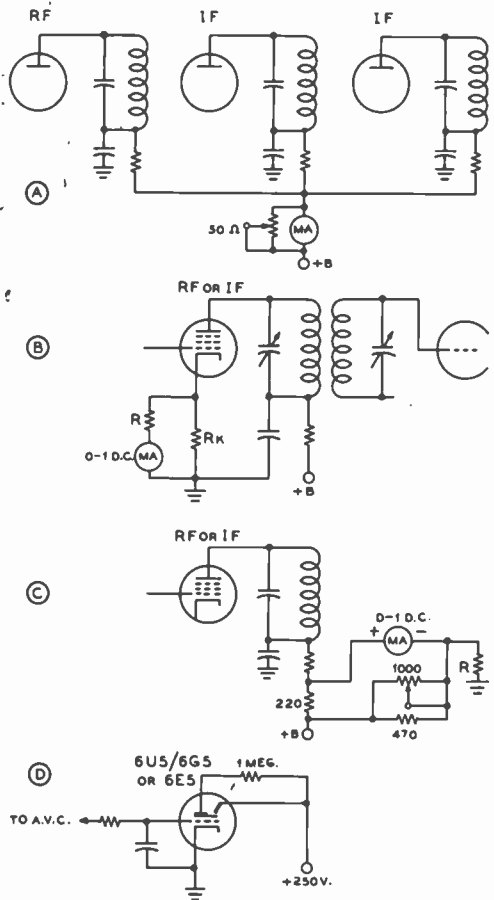 RF IF IF
A
50 Ω
MA
+B
RF OR IF
B
R
RK
0-1 D.C. MA
+B
RF OR IF
C
0-1 D.C.
+ MA -
1000
R
220
470
+B
D
6U5/6G5 1 MEG.
OR 6E5
TO A.V.C.
+250V.